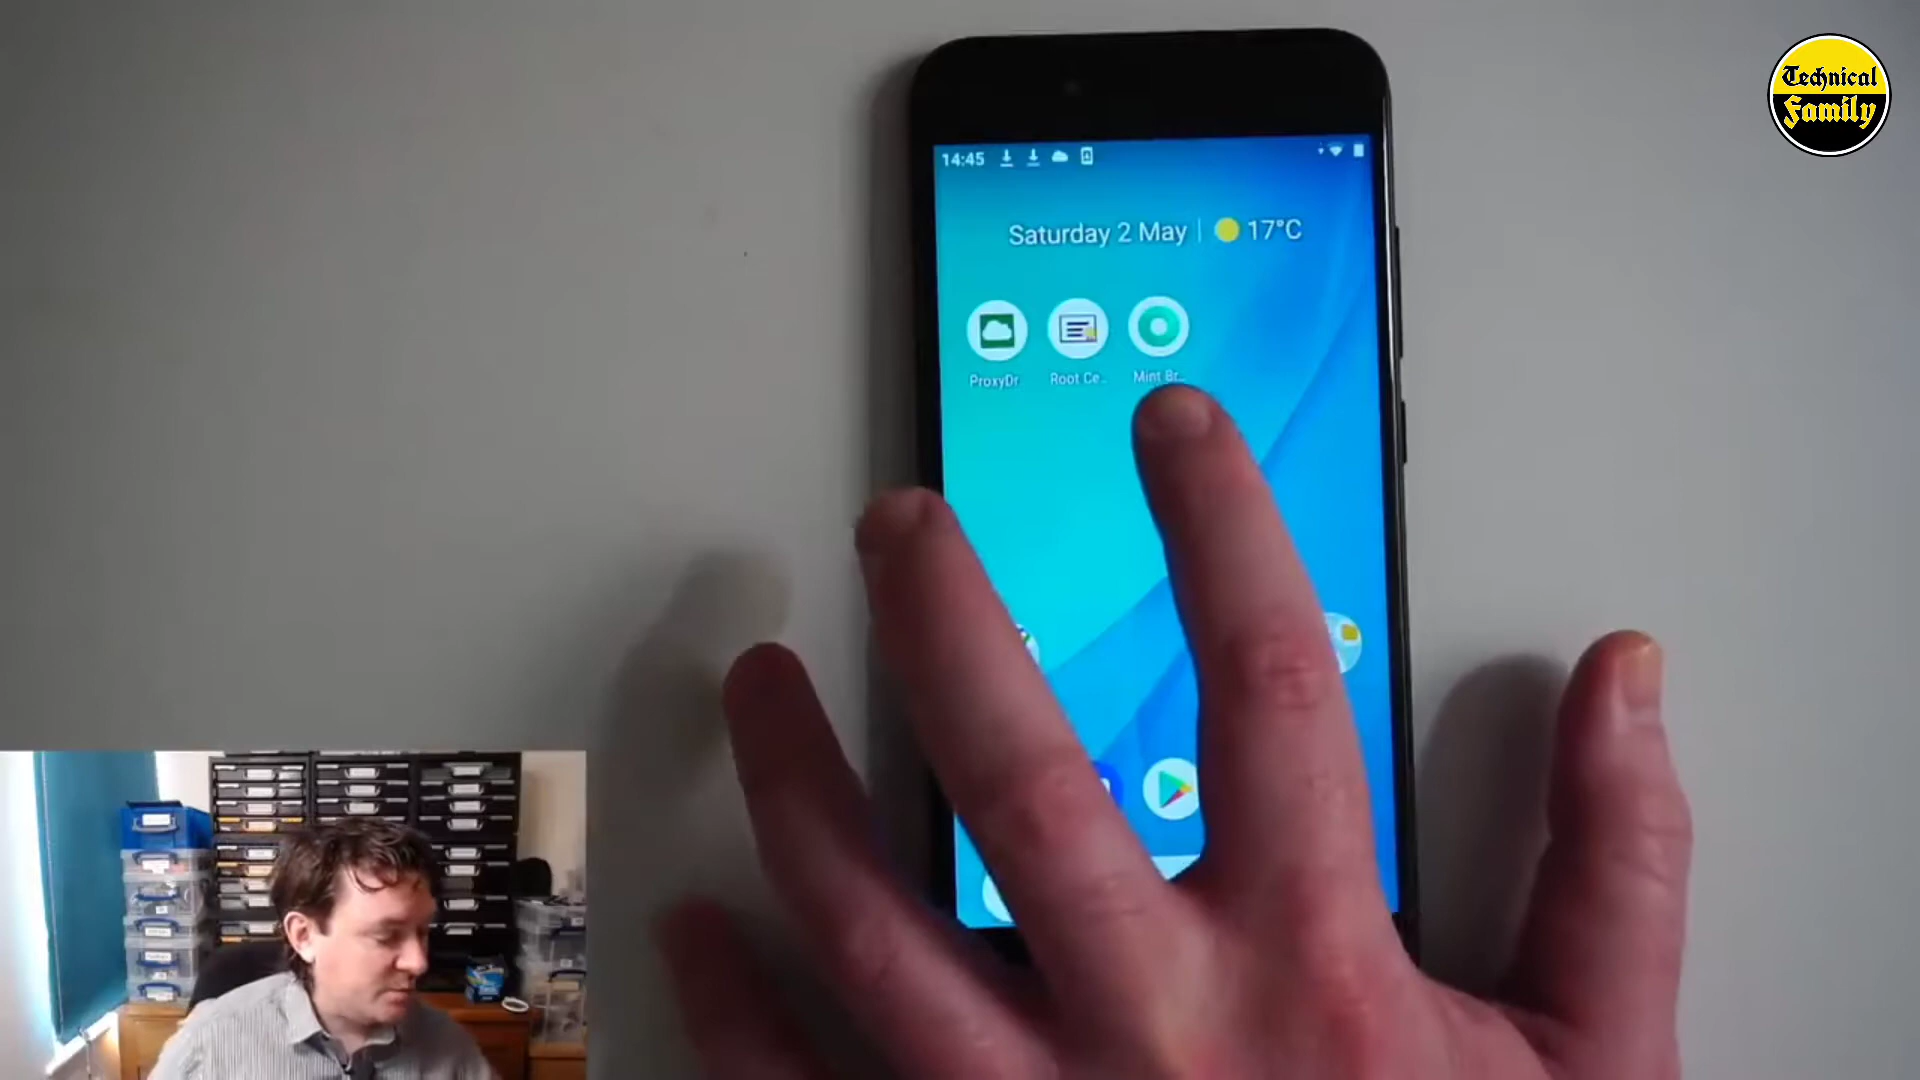 Technical
Family
14:45
Saturday 2 May | 17°C
ProxyDr
Root Ce..
Mint Br..